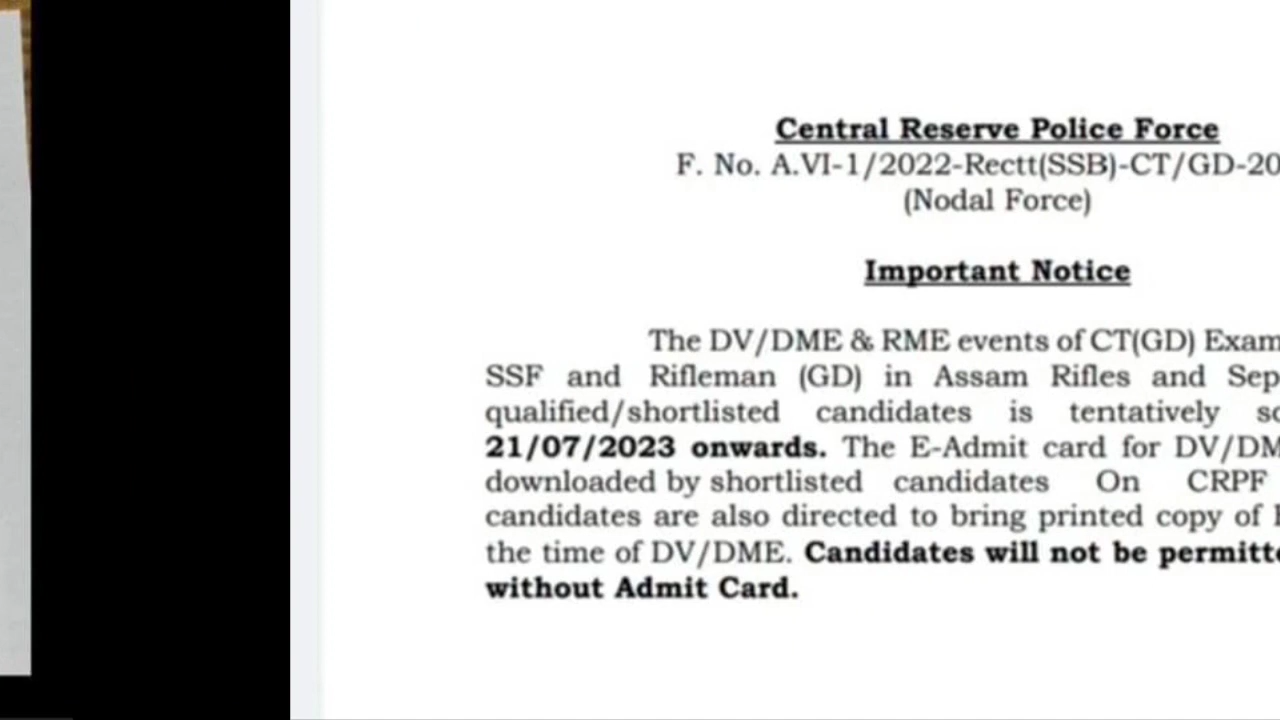 Central Reserve Police Force
F. No. A.VI-1/2022-Rectt(SSB)-CT/GD-20
(Nodal Force)
Important Notice
The DV/DME & RME events of CT(GD) Exam
SSF and Rifleman (GD) in Assam Rifles and Sep
qualified/shortlisted candidates is tentatively sc
21/07/2023 onwards. The E-Admit card for DV/DM
downloaded by shortlisted candidates On CRPF
candidates are also directed to bring printed copy of
the time of DV/DME. Candidates will not be permitte
without Admit Card.